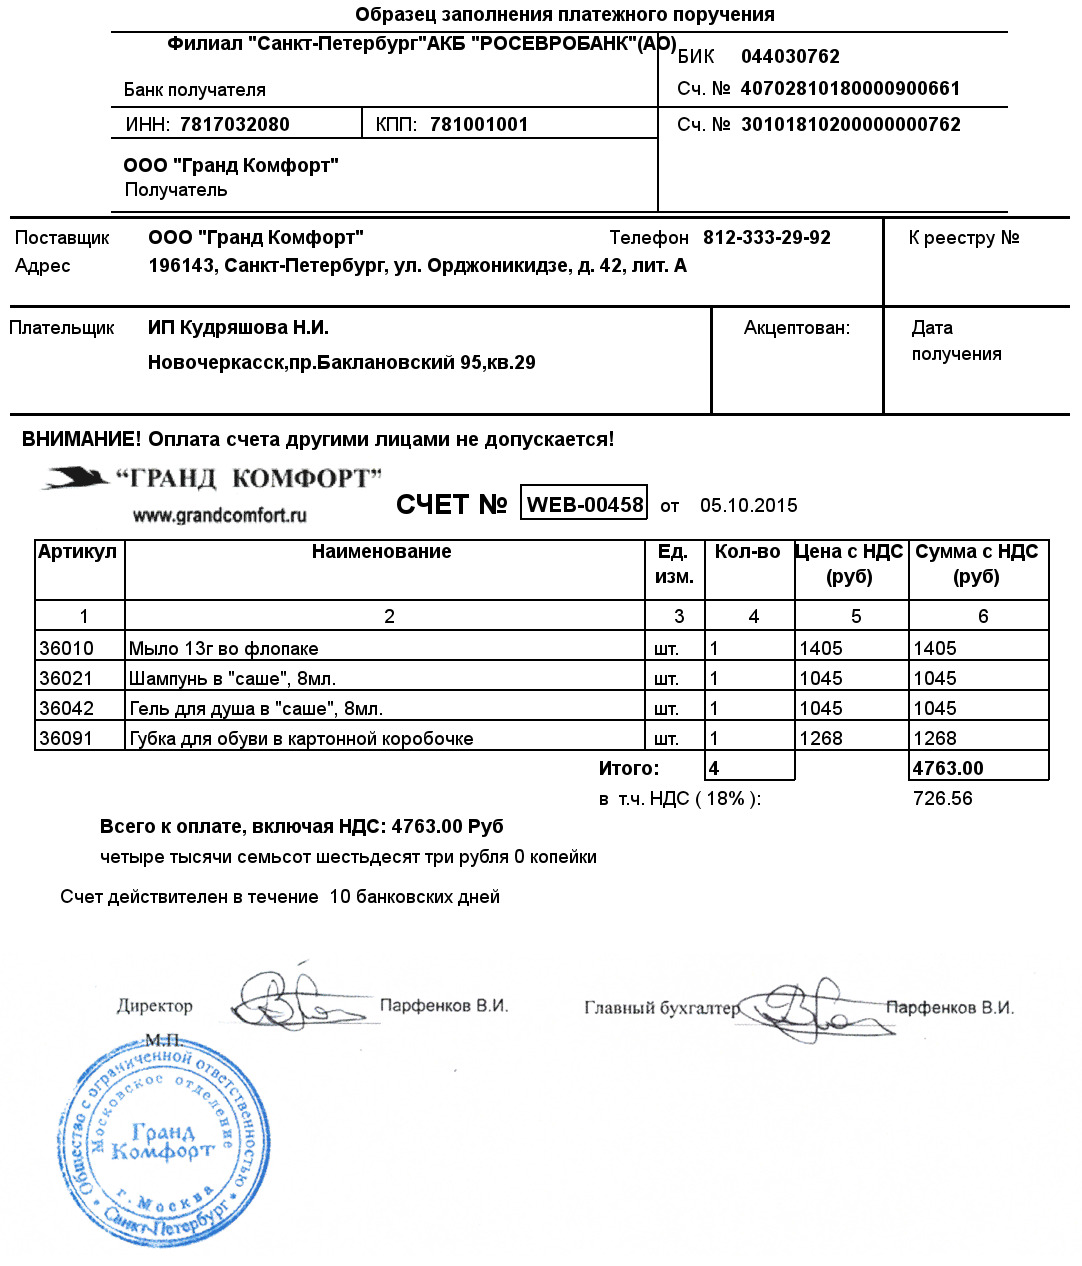 Образец заполнения платежного поручения
Филиал "Санкт-Петербург"АКБ "РОСЕВРОБАНК"(АО)
БИК 044030762
Банк получателя
Сч. № 40702810180000900661
ИНН: 7817032080 КПП: 781001001
Сч. № 30101810200000000762
ООО "Гранд Комфорт"
Получатель
Поставщик ООО "Гранд Комфорт" Телефон 812-333-29-92 К реестру №
Адрес 196143, Санкт-Петербург, ул. Орджоникидзе, д. 42, лит. А
Плательщик ИП Кудряшова Н.И. Акцептован: Дата
получения
Новочеркасск,пр.Баклановский 95,кв.29
ВНИМАНИЕ! Оплата счета другими лицами не допускается!
"ГРАНД КОМФОРТ"
www.grandcomfort.ru
СЧЕТ № WEB-00458 от 05.10.2015
Артикул Наименование Ед. Кол-во Цена с НДС Сумма с НДС
изм. (руб) (руб)
1 2 3 4 5 6
36010 Мыло 13г во флопаке шт. 1 1405 1405
36021 Шампунь в "саше", 8мл. шт. 1 1045 1045
36042 Гель для душа в "саше", 8мл. шт. 1 1045 1045
36091 Губка для обуви в картонной коробочке шт. 1 1268 1268
Итого: 4 4763.00
в т.ч. НДС ( 18% ): 726.56
Всего к оплате, включая НДС: 4763.00 Руб
четыре тысячи семьсот шестьдесят три рубля 0 копейки
Счет действителен в течение 10 банковских дней
Директор Парфенков В.И. Главный бухгалтер Парфенков В.И.
М.П.
Общество с ограниченной ответственностью
Московское отделение
Гранд
Комфорт
г. Москва
Санкт-Петербург